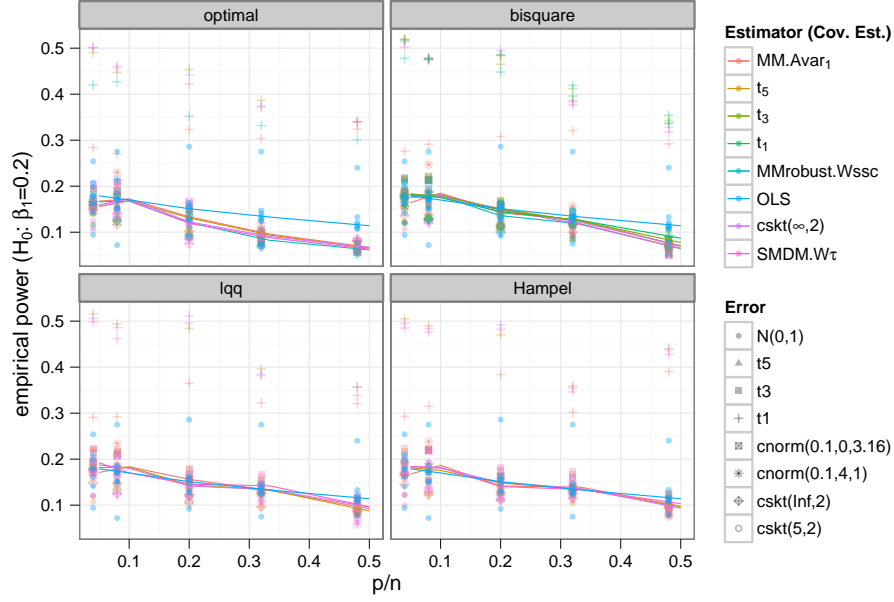 optimal
bisquare
lqq
Hampel
empirical power (H₀: β₁=0.2)
0.5
0.4
0.3
0.2
0.1
0.5
0.4
0.3
0.2
0.1
0.1 0.2 0.3 0.4 0.5
0.1 0.2 0.3 0.4 0.5
p/n
Estimator (Cov. Est.)
MM.Avar₁
t₅
t₃
t₁
MMrobust.Wssc
OLS
cskt(∞,2)
SMDM.Wτ
Error
N(0,1)
t5
t3
t1
cnorm(0.1,0,3.16)
cnorm(0.1,4,1)
cskt(Inf,2)
cskt(5,2)